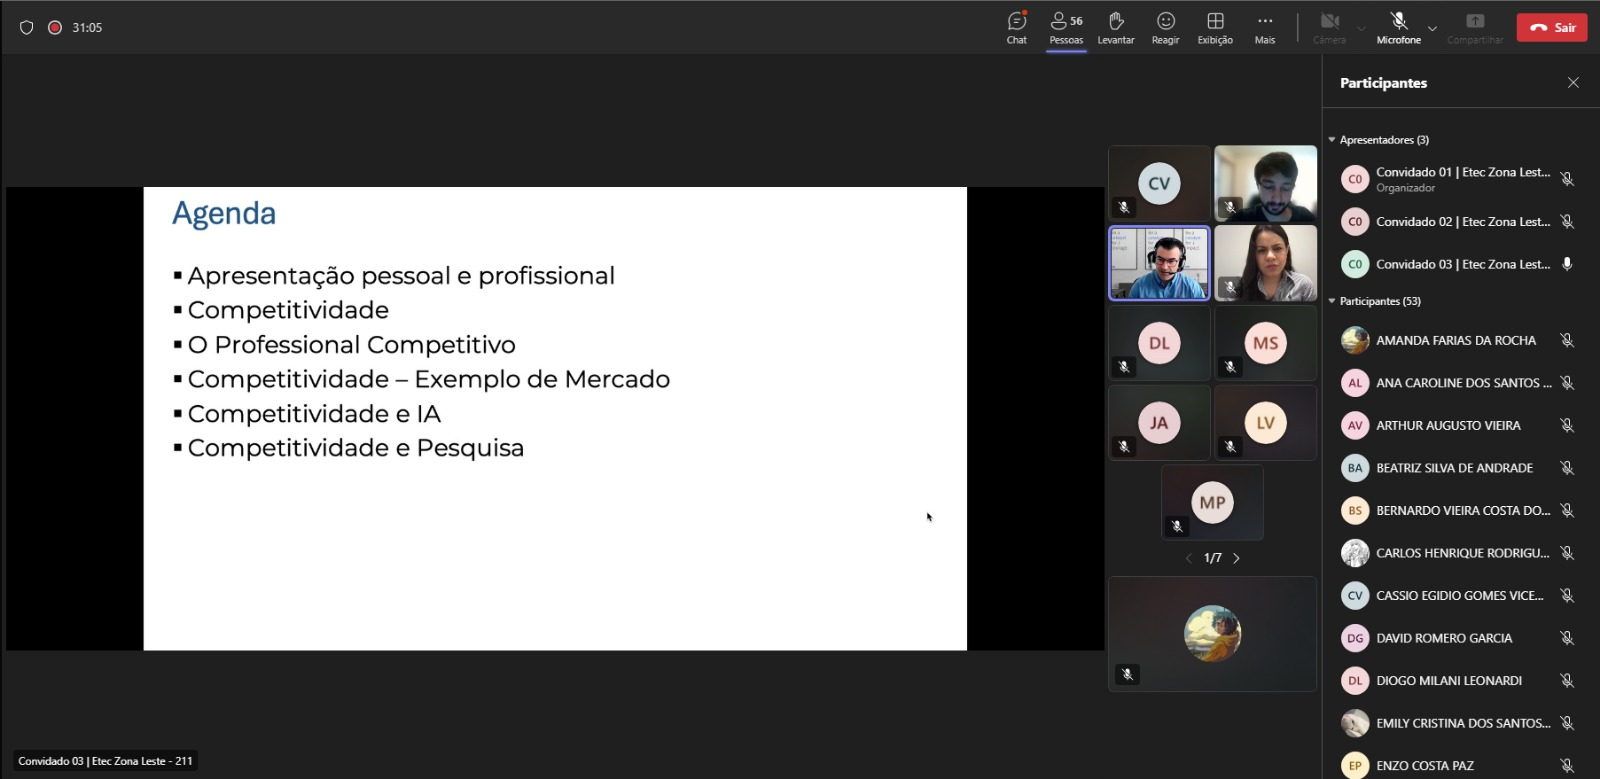 31:05
Chat
56
Pessoas
Levantar
Reagir
Exibição
Mais
Câmera
Microfone
Compartilhar
Sair
Agenda
Apresentação pessoal e profissional
Competitividade
O Professional Competitivo
Competitividade – Exemplo de Mercado
Competitividade e IA
Competitividade e Pesquisa
CV
DL
MS
JA
LV
MP
1/7
Convidado 03 | Etec Zona Leste - 211
Participantes
Apresentadores (3)
C0 Convidado 01 | Etec Zona Lest...
Organizador
C0 Convidado 02 | Etec Zona Lest...
C0 Convidado 03 | Etec Zona Lest...
Participantes (53)
AMANDA FARIAS DA ROCHA
AL ANA CAROLINE DOS SANTOS ...
AV ARTHUR AUGUSTO VIEIRA
BA BEATRIZ SILVA DE ANDRADE
BS BERNARDO VIEIRA COSTA DO...
CARLOS HENRIQUE RODRIGU...
CV CASSIO EGIDIO GOMES VICE...
DG DAVID ROMERO GARCIA
DL DIOGO MILANI LEONARDI
EMILY CRISTINA DOS SANTOS...
EP ENZO COSTA PAZ